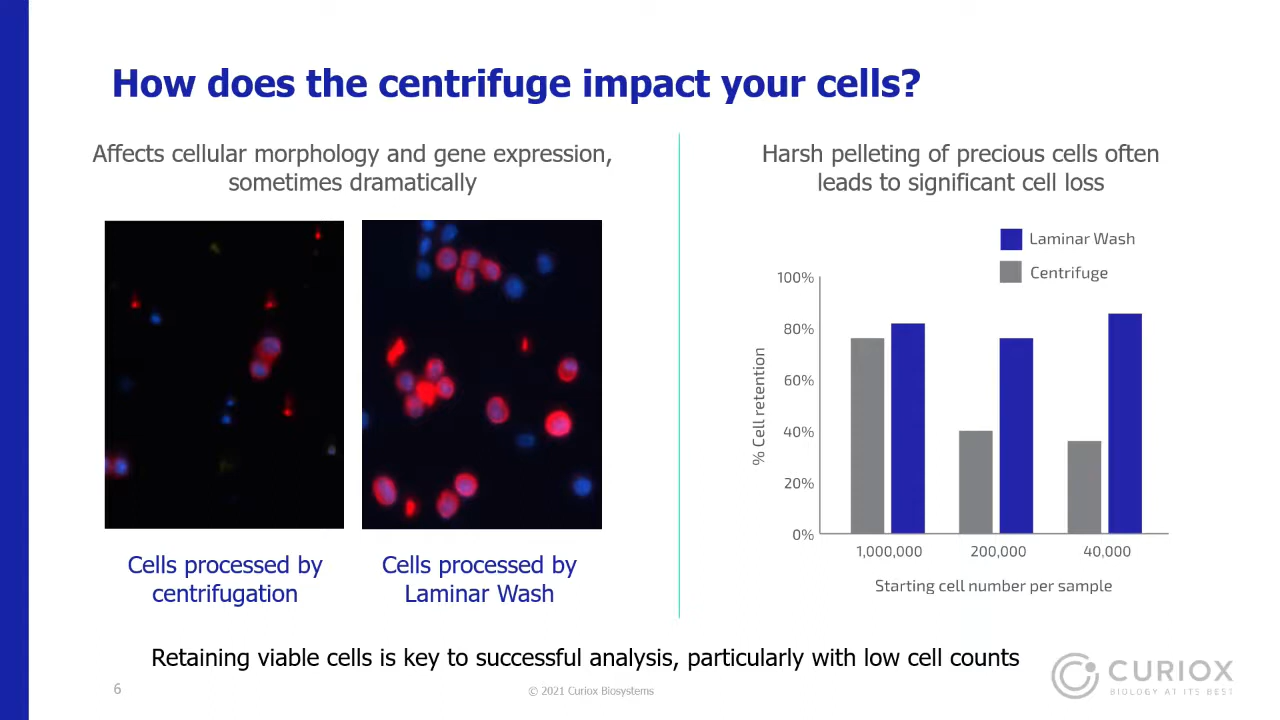 How does the centrifuge impact your cells?
Affects cellular morphology and gene expression,
sometimes dramatically
Cells processed by
centrifugation
Cells processed by
Laminar Wash
Harsh pelleting of precious cells often
leads to significant cell loss
Laminar Wash
Centrifuge
% Cell retention
100%
80%
60%
40%
20%
0%
1,000,000
200,000
40,000
Starting cell number per sample
Retaining viable cells is key to successful analysis, particularly with low cell counts
6
© 2021 Curiox Biosystems
CURIOX
BIOLOGY AT ITS BEST